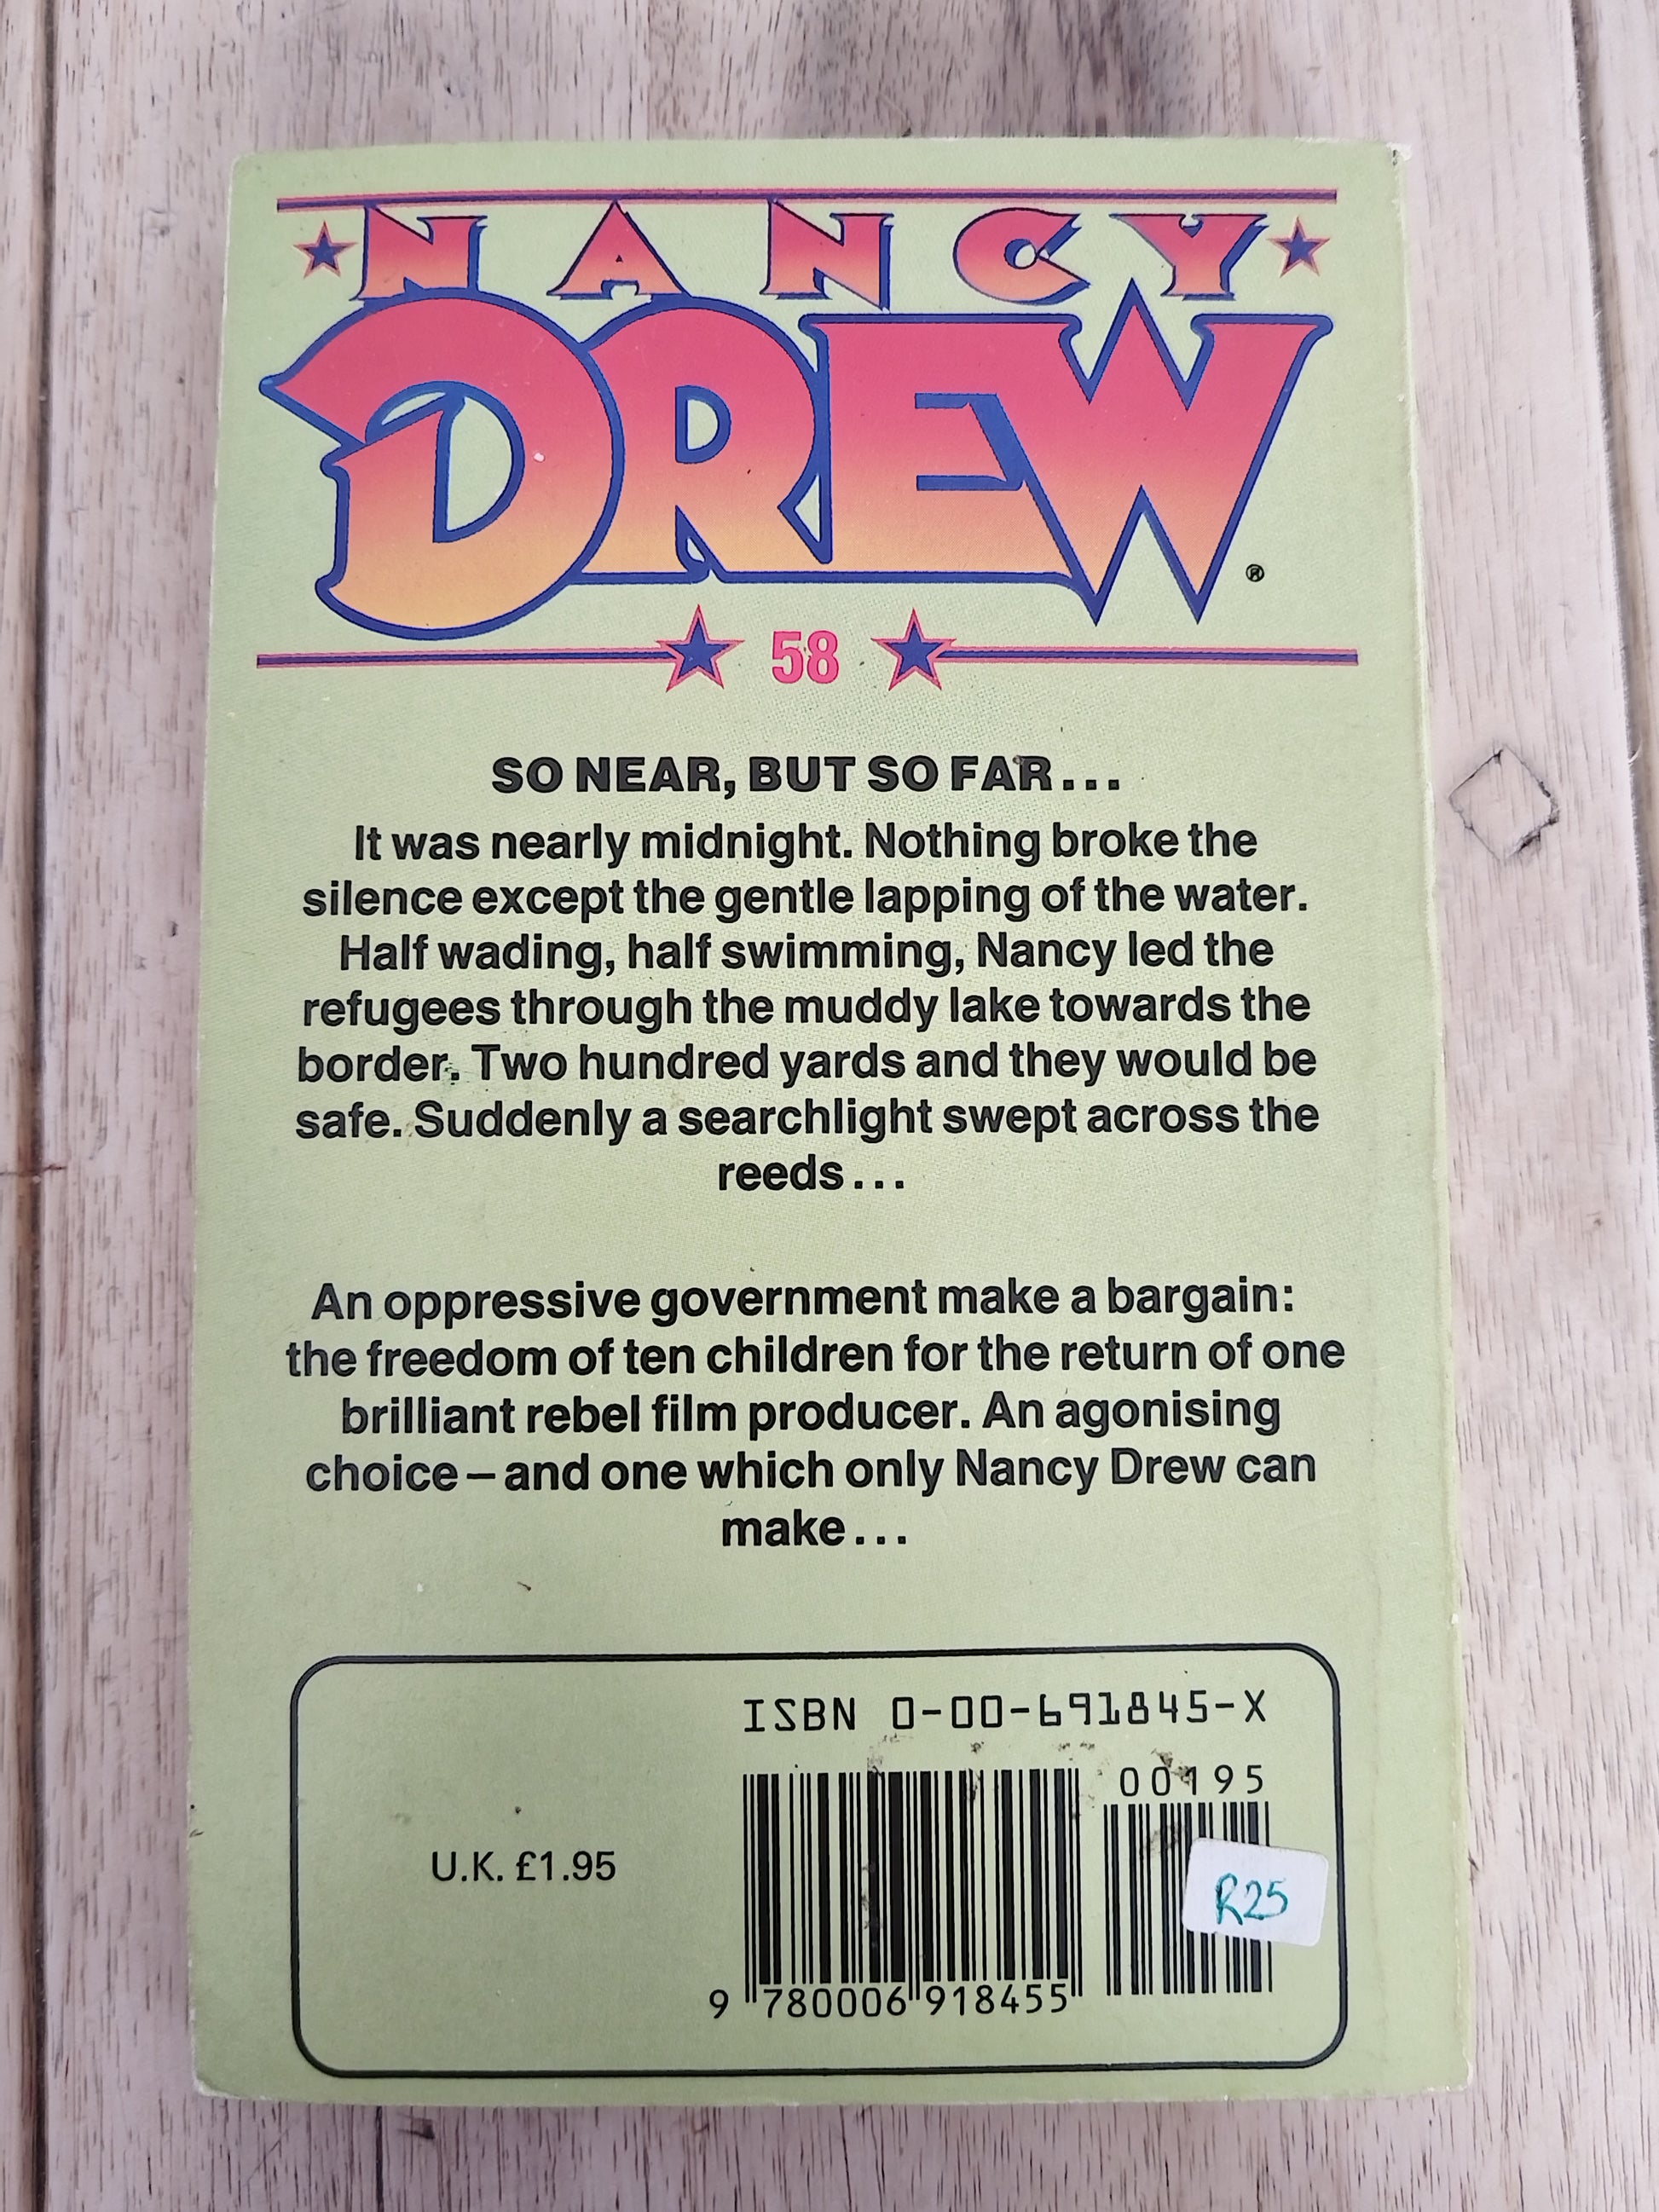 NANCY
DREW®
58
SO NEAR, BUT SO FAR...
It was nearly midnight. Nothing broke the
silence except the gentle lapping of the water.
Half wading, half swimming, Nancy led the
refugees through the muddy lake towards the
border. Two hundred yards and they would be
safe. Suddenly a searchlight swept across the
reeds...
An oppressive government make a bargain:
the freedom of ten children for the return of one
brilliant rebel film producer. An agonising
choice – and one which only Nancy Drew can
make...
ISBN 0-00-691845-X
00195
U.K. £1.95
R25
9 780006 918455